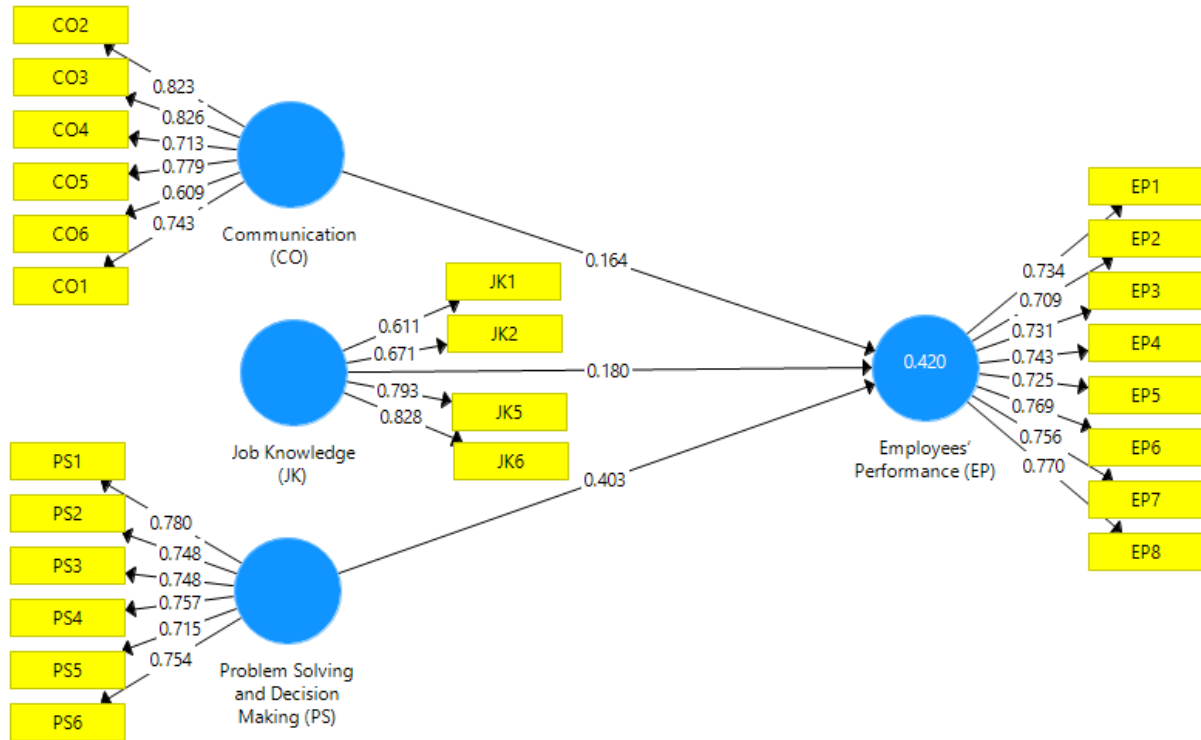 CO2
CO3
CO4
CO5
CO6
CO1
0.823
0.826
0.713
0.779
0.609
0.743
Communication
(CO)
0.164
JK1
JK2
JK5
JK6
0.611
0.671
0.793
0.828
Job Knowledge
(JK)
0.180
PS1
PS2
PS3
PS4
PS5
PS6
0.780
0.748
0.748
0.757
0.715
0.754
Problem Solving
and Decision
Making (PS)
0.403
0.420
Employees'
Performance (EP)
0.734
0.709
0.731
0.743
0.725
0.769
0.756
0.770
EP1
EP2
EP3
EP4
EP5
EP6
EP7
EP8